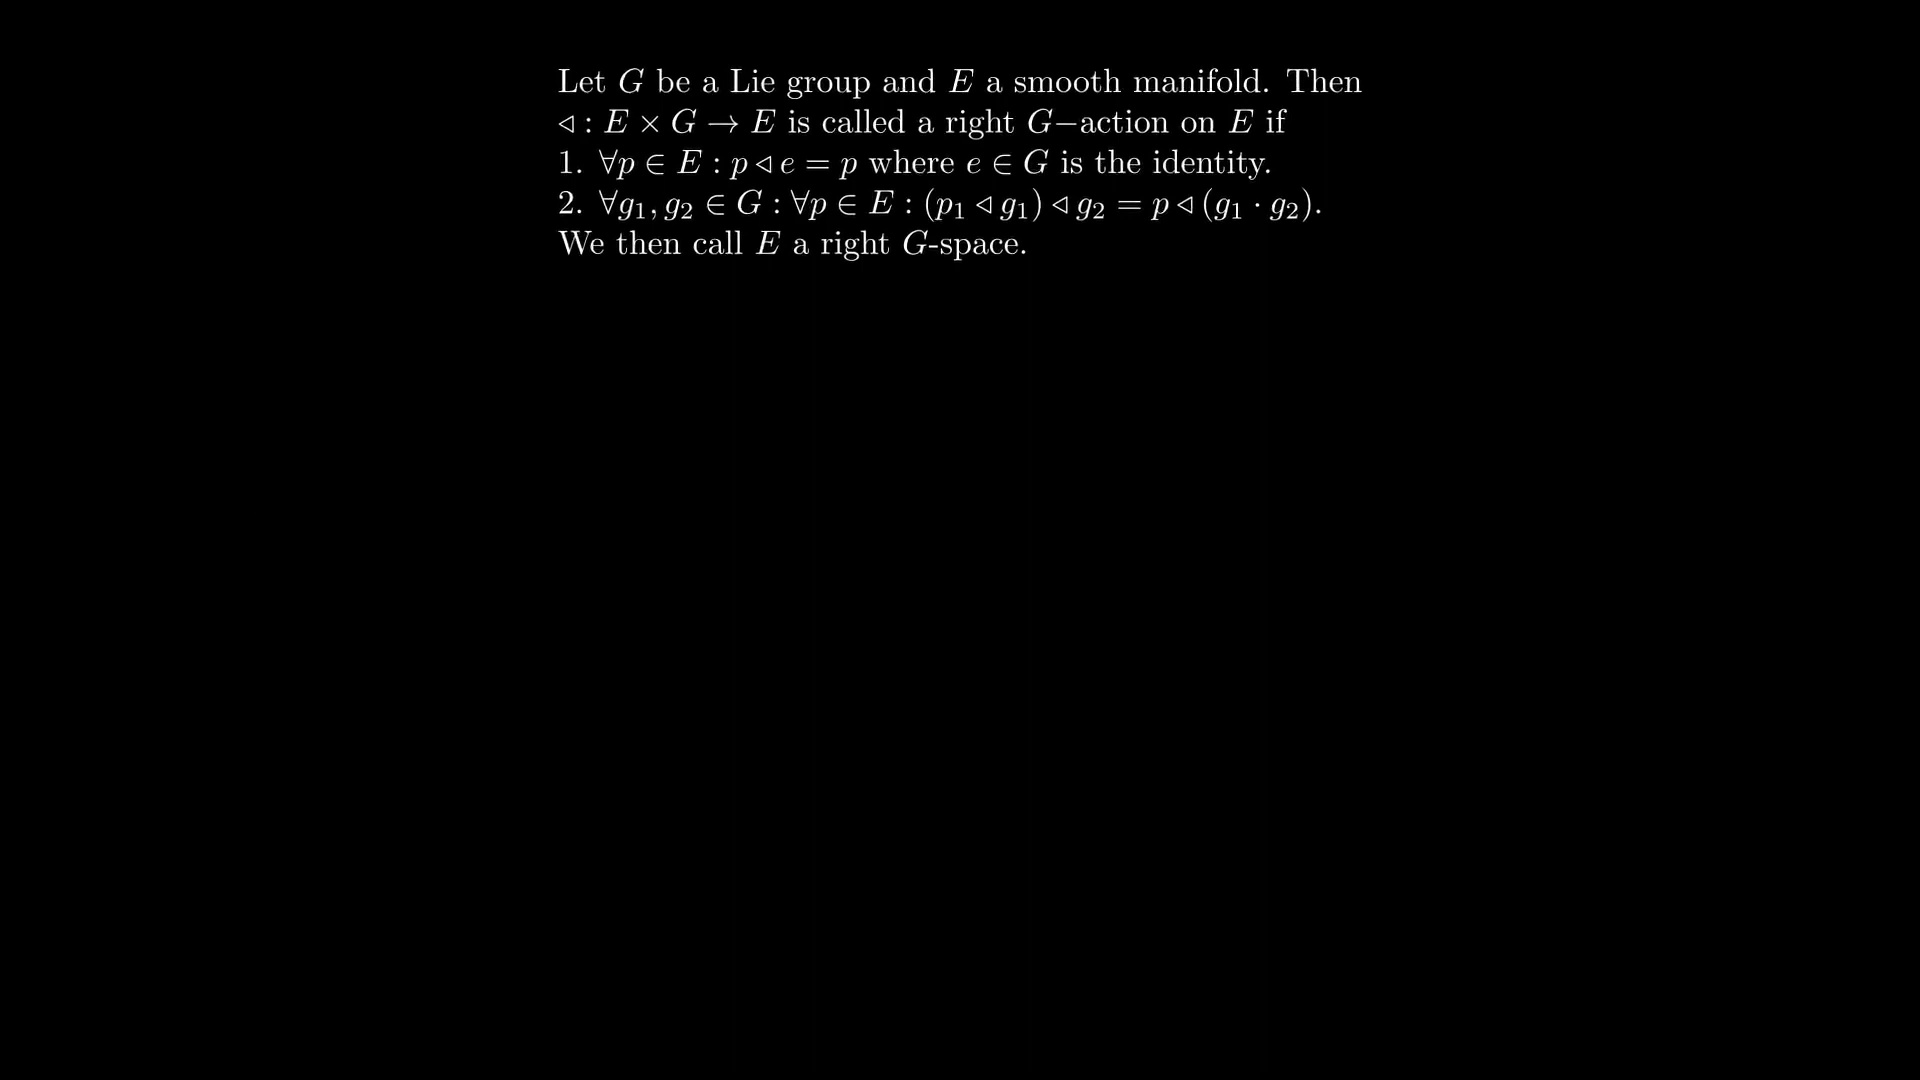 Let G be a Lie group and E a smooth manifold. Then
◁ : E × G → E is called a right G−action on E if
1. ∀p ∈ E : p ◁ e = p where e ∈ G is the identity.
2. ∀g₁, g₂ ∈ G : ∀p ∈ E : (p₁ ◁ g₁) ◁ g₂ = p ◁ (g₁ · g₂).
We then call E a right G-space.